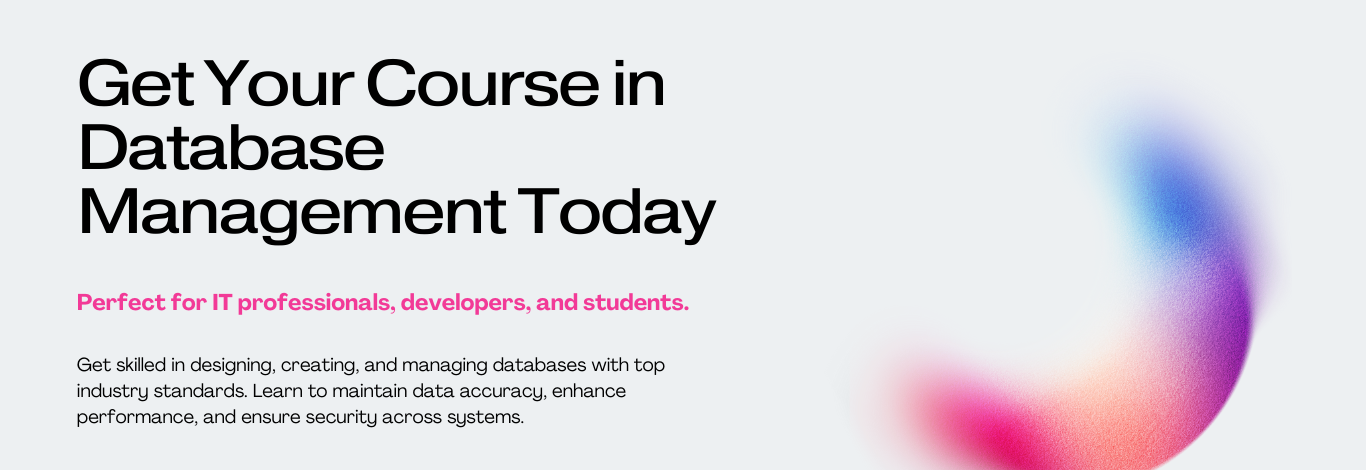 Get Your Course in
Database
Management Today
Perfect for IT professionals, developers, and students.
Get skilled in designing, creating, and managing databases with top
industry standards. Learn to maintain data accuracy, enhance
performance, and ensure security across systems.